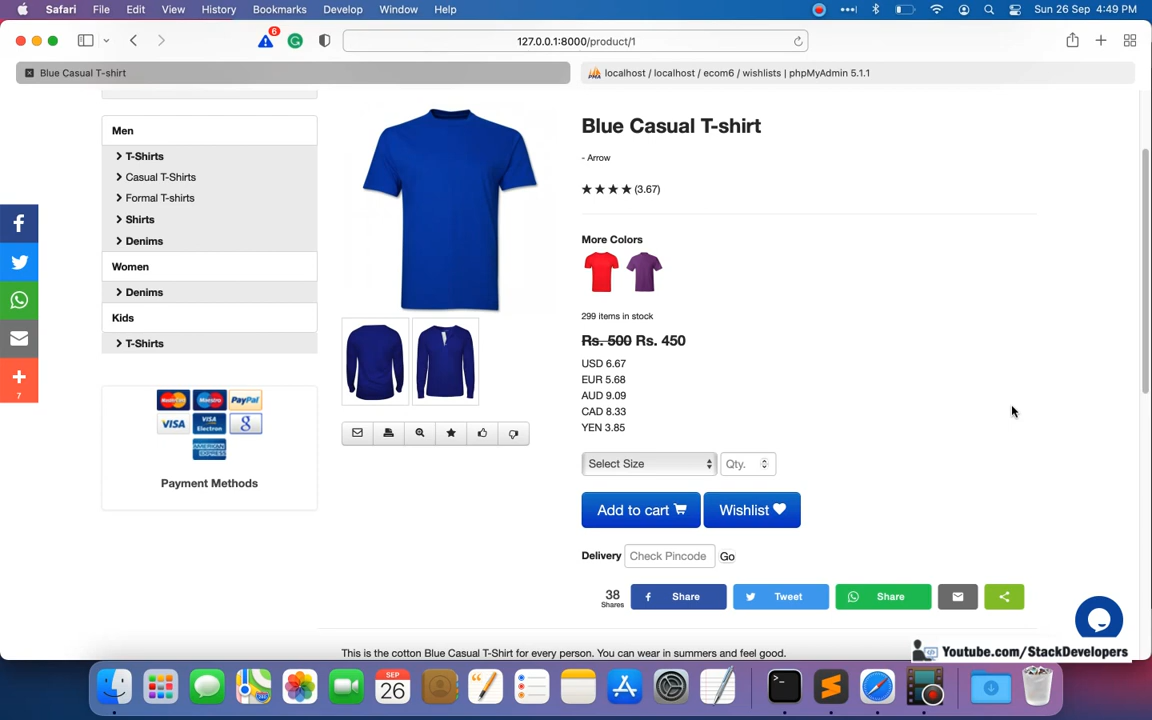 Safari File Edit View History Bookmarks Develop Window Help Sun 26 Sep 4:49 PM
6
127.0.0.1:8000/product/1
Blue Casual T-shirt
localhost / localhost / ecom6 / wishlists | phpMyAdmin 5.1.1
Men
T-Shirts
Casual T-Shirts
Formal T-shirts
Shirts
Denims
Women
Denims
Kids
T-Shirts
7
PayPal
VISA
Payment Methods
Blue Casual T-shirt
- Arrow
(3.67)
More Colors
299 items in stock
Rs. 500 Rs. 450
USD 6.67
EUR 5.68
AUD 9.09
CAD 8.33
YEN 3.85
Select Size Qty.
Add to cart Wishlist
Delivery Check Pincode Go
38
Shares
Share Tweet Share
This is the cotton Blue Casual T-Shirt for every person. You can wear in summers and feel good.
Youtube.com/StackDevelopers
SEP
26